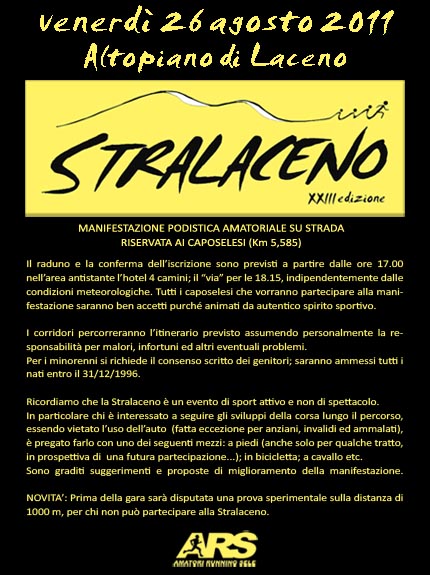 venerdì 26 agosto 2011
Altopiano di Laceno
STRALACENO
XXIII edizione
MANIFESTAZIONE PODISTICA AMATORIALE SU STRADA
RISERVATA AI CAPOSELESI (Km 5,585)
Il raduno e la conferma dell'iscrizione sono previsti a partire dalle ore 17.00
nell'area antistante l'hotel 4 camini; il “via” per le 18.15, indipendentemente dalle
condizioni meteorologiche. Tutti i caposelesi che vorranno partecipare alla mani-
festazione saranno ben accetti purché animati da autentico spirito sportivo.
I corridori percorreranno l'itinerario previsto assumendo personalmente la re-
sponsabilità per malori, infortuni ed altri eventuali problemi.
Per i minorenni si richiede il consenso scritto dei genitori; saranno ammessi tutti i
nati entro il 31/12/1996.
Ricordiamo che la Stralaceno è un evento di sport attivo e non di spettacolo.
In particolare chi è interessato a seguire gli sviluppi della corsa lungo il percorso,
essendo vietato l'uso dell'auto (fatta eccezione per anziani, invalidi ed ammalati),
è pregato farlo con uno dei seguenti mezzi: a piedi (anche solo per qualche tratto,
in prospettiva di una futura partecipazione...); in bicicletta; a cavallo etc.
Sono graditi suggerimenti e proposte di miglioramento della manifestazione.
NOVITA': Prima della gara sarà disputata una prova sperimentale sulla distanza di
1000 m, per chi non può partecipare alla Stralaceno.
ARS
AMATORI RUNNING SELE